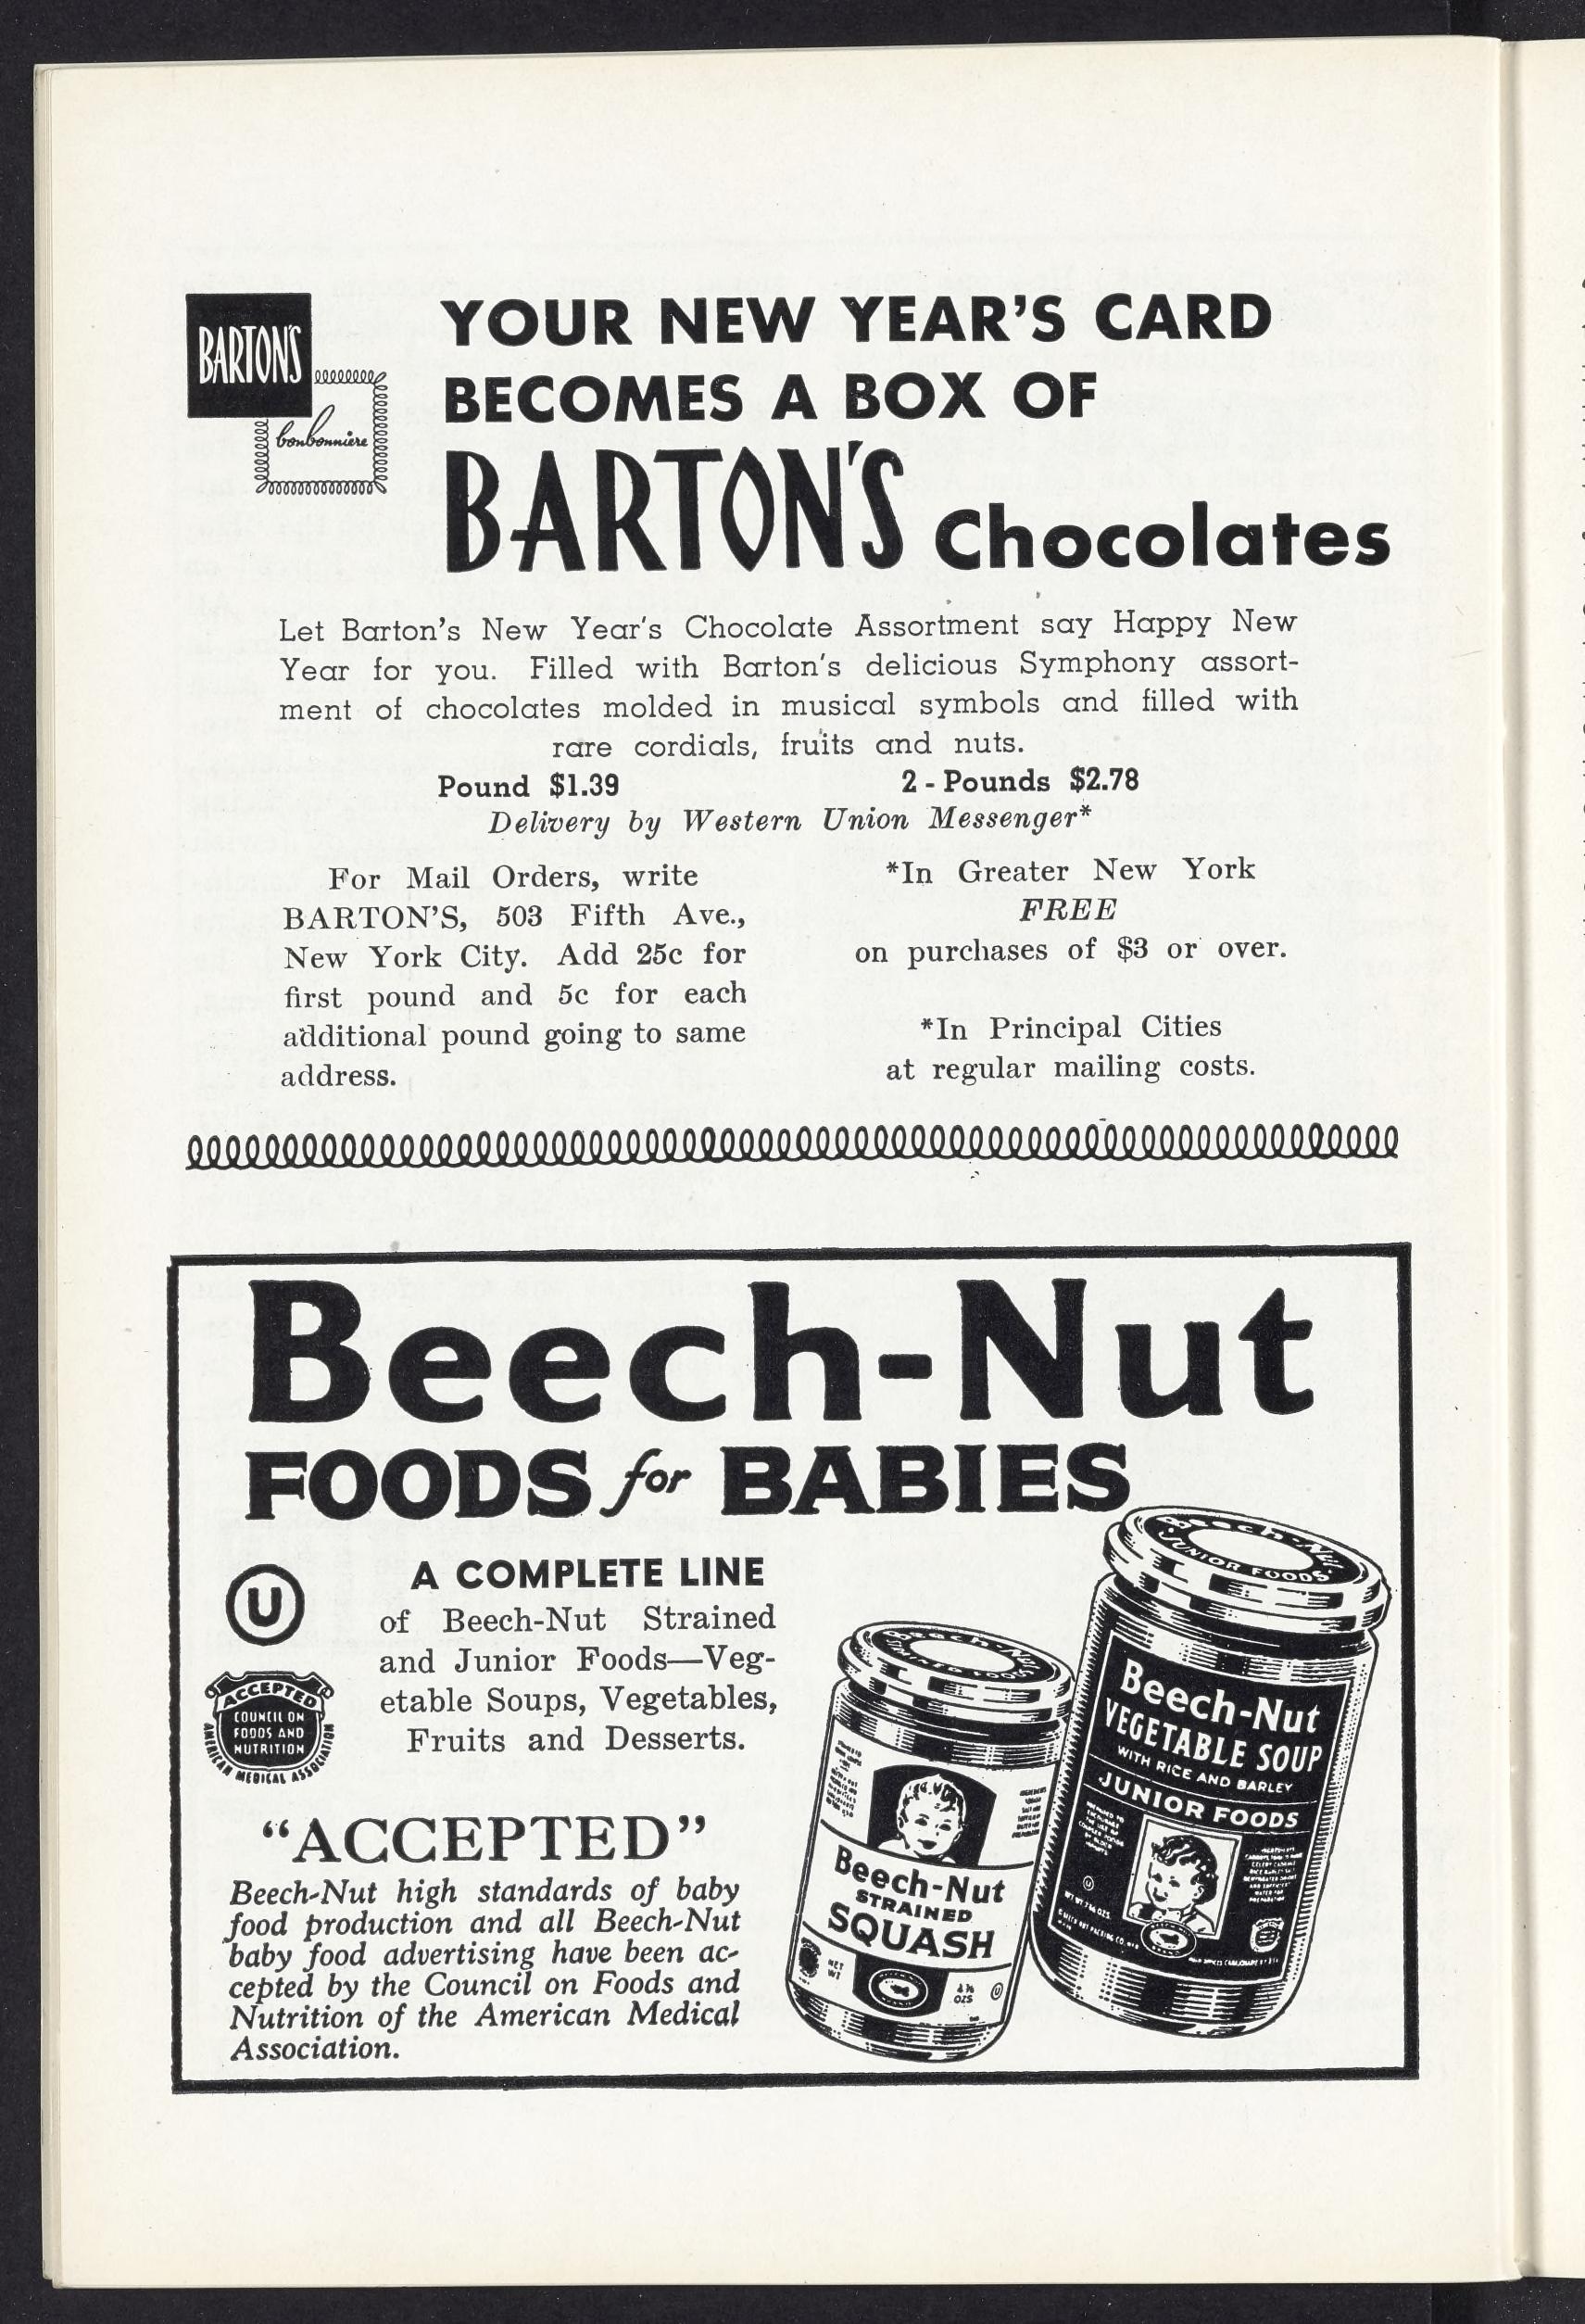 BARTON'S
bonbonniere
YOUR NEW YEAR'S CARD
BECOMES A BOX OF
BARTON'S Chocolates
Let Barton's New Year's Chocolate Assortment say Happy New
Year for you. Filled with Barton's delicious Symphony assort-
ment of chocolates molded in musical symbols and filled with
rare cordials, fruits and nuts.
Pound $1.39 2 - Pounds $2.78
Delivery by Western Union Messenger*
For Mail Orders, write
BARTON'S, 503 Fifth Ave.,
New York City. Add 25c for
first pound and 5c for each
additional pound going to same
address.
*In Greater New York
FREE
on purchases of $3 or over.
*In Principal Cities
at regular mailing costs.
Beech-Nut
FOODS for BABIES
U
ACCEPTED
COUNCIL ON
FOODS AND
NUTRITION
AMERICAN MEDICAL ASSOCIATION
A COMPLETE LINE
of Beech-Nut Strained
and Junior Foods—Veg-
etable Soups, Vegetables,
Fruits and Desserts.
"ACCEPTED"
Beech-Nut high standards of baby
food production and all Beech-Nut
baby food advertising have been ac-
cepted by the Council on Foods and
Nutrition of the American Medical
Association.
Beech-Nut
STRAINED FOODS
Beech-Nut
STRAINED
SQUASH
NET
WT
OZS
U
Beech-Nut
JUNIOR FOODS
Beech-Nut
VEGETABLE SOUP
WITH RICE AND BARLEY
JUNIOR FOODS
U